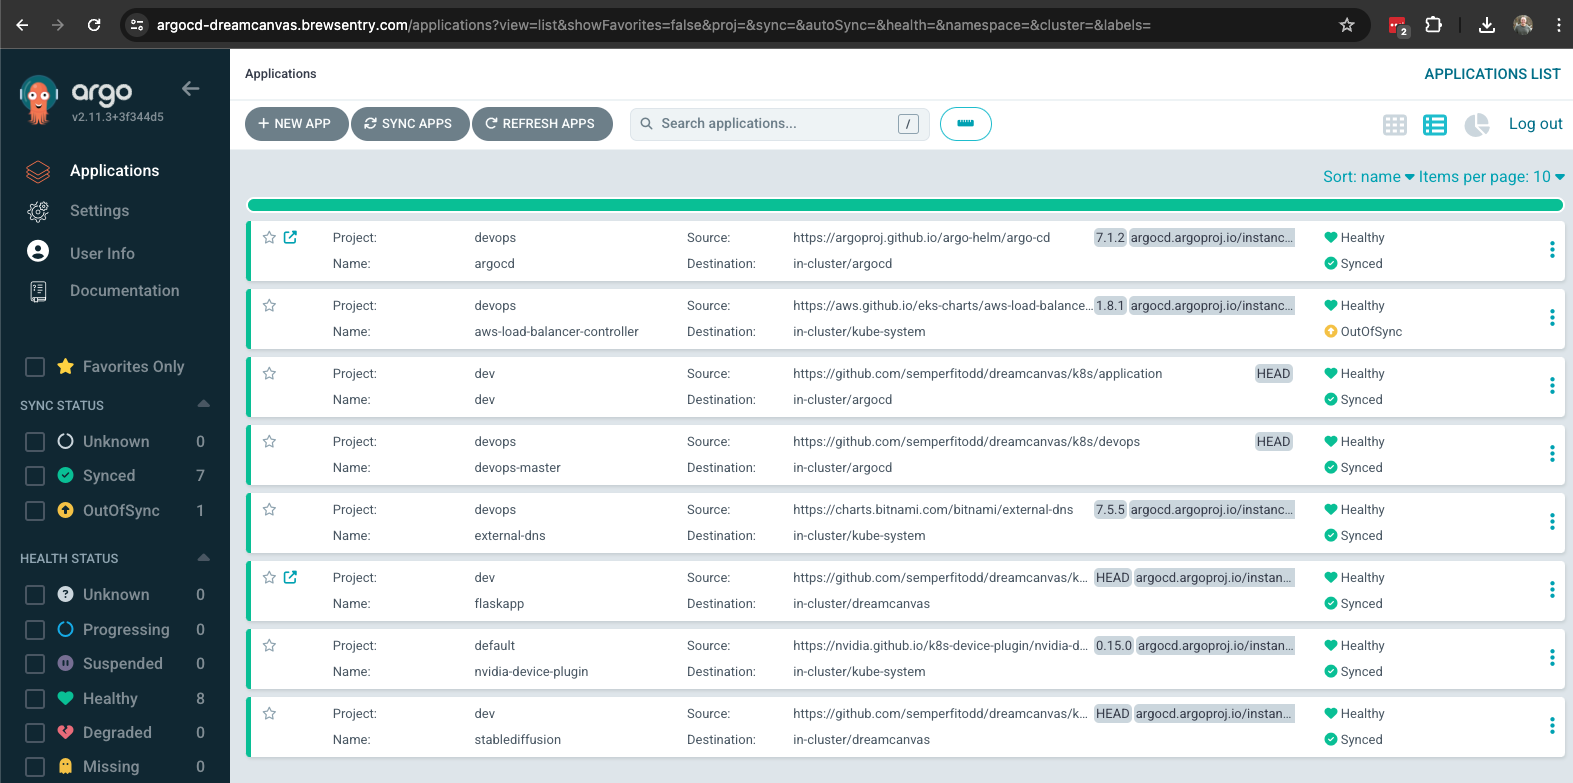 argocd-dreamcanvas.brewsentry.com/applications?view=list&showFavorites=false&proj=&sync=&autoSync=&health=&namespace=&cluster=&labels=
2
argo
v2.11.3+3f344d5
Applications
Settings
User Info
Documentation
Favorites Only
SYNC STATUS
Unknown 0
Synced 7
OutOfSync 1
HEALTH STATUS
Unknown 0
Progressing 0
Suspended 0
Healthy 8
Degraded 0
Missing 0
Applications APPLICATIONS LIST
+ NEW APP SYNC APPS REFRESH APPS Search applications... / Log out
Sort: name Items per page: 10
Project: devops Source: https://argoproj.github.io/argo-helm/argo-cd 7.1.2 argocd.argoproj.io/instanc... Healthy
Name: argocd Destination: in-cluster/argocd Synced
Project: devops Source: https://aws.github.io/eks-charts/aws-load-balance... 1.8.1 argocd.argoproj.io/instanc... Healthy
Name: aws-load-balancer-controller Destination: in-cluster/kube-system OutOfSync
Project: dev Source: https://github.com/semperfitodd/dreamcanvas/k8s/application HEAD Healthy
Name: dev Destination: in-cluster/argocd Synced
Project: devops Source: https://github.com/semperfitodd/dreamcanvas/k8s/devops HEAD Healthy
Name: devops-master Destination: in-cluster/argocd Synced
Project: devops Source: https://charts.bitnami.com/bitnami/external-dns 7.5.5 argocd.argoproj.io/instanc... Healthy
Name: external-dns Destination: in-cluster/kube-system Synced
Project: dev Source: https://github.com/semperfitodd/dreamcanvas/k... HEAD argocd.argoproj.io/instan... Healthy
Name: flaskapp Destination: in-cluster/dreamcanvas Synced
Project: default Source: https://nvidia.github.io/k8s-device-plugin/nvidia-d... 0.15.0 argocd.argoproj.io/instan... Healthy
Name: nvidia-device-plugin Destination: in-cluster/kube-system Synced
Project: dev Source: https://github.com/semperfitodd/dreamcanvas/k... HEAD argocd.argoproj.io/instan... Healthy
Name: stablediffusion Destination: in-cluster/dreamcanvas Synced